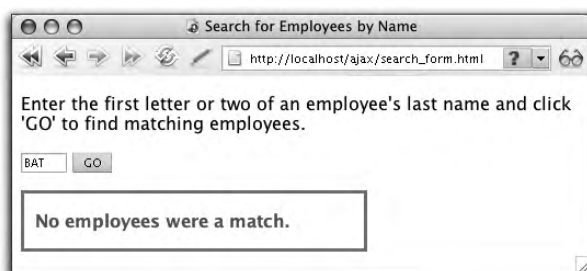 Search for Employees by Name
http://localhost/ajax/search_form.html
?
Enter the first letter or two of an employee's last name and click
'GO' to find matching employees.
BAT GO
No employees were a match.